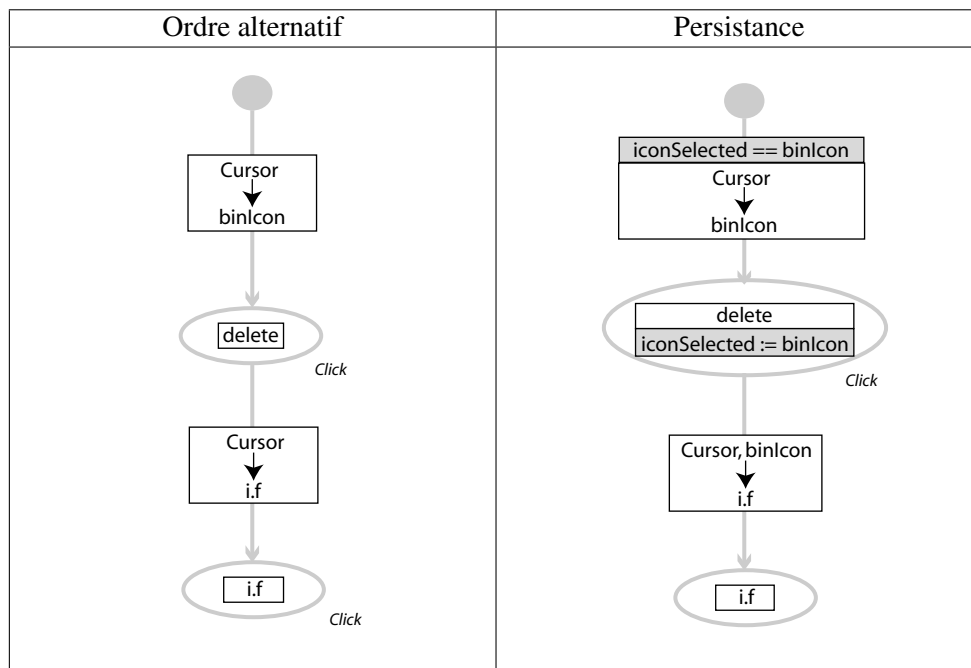 Ordre alternatif
Cursor
binIcon
delete
Click
Cursor
i.f
i.f
Click
Persistance
iconSelected == binIcon
Cursor
binIcon
delete
iconSelected := binIcon
Click
Cursor, binIcon
i.f
i.f